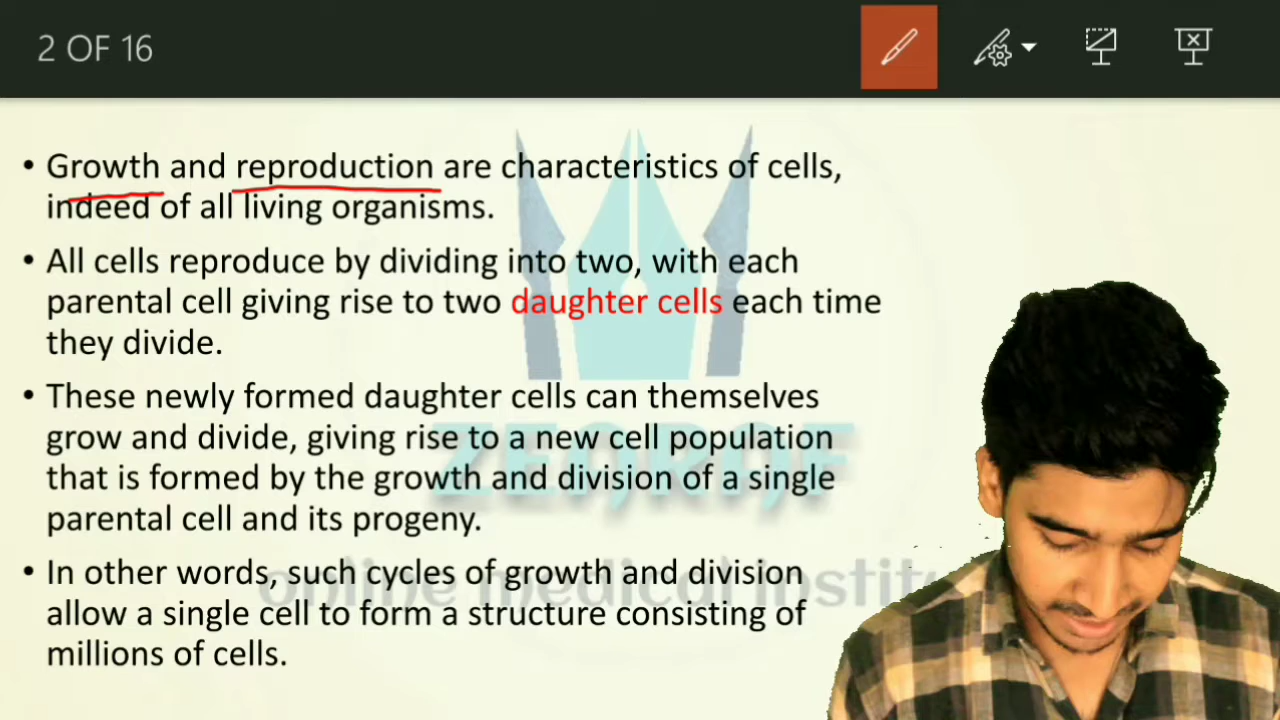 2 OF 16
• Growth and reproduction are characteristics of cells,
indeed of all living organisms.
• All cells reproduce by dividing into two, with each
parental cell giving rise to two daughter cells each time
they divide.
• These newly formed daughter cells can themselves
grow and divide, giving rise to a new cell population
that is formed by the growth and division of a single
parental cell and its progeny.
• In other words, such cycles of growth and division
allow a single cell to form a structure consisting of
millions of cells.
online medical